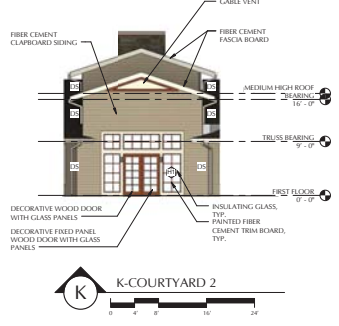 GABLE VENT
FIBER CEMENT
CLAPBOARD SIDING
FIBER CEMENT
FASCIA BOARD
DS
DS
MEDIUM HIGH ROOF
BEARING
16' - 0"
DS
DS
TRUSS BEARING
9' - 0"
DS
DS
FIRST FLOOR
0' - 0"
DECORATIVE WOOD DOOR
WITH GLASS PANELS
INSULATING GLASS,
TYP.
PAINTED FIBER
CEMENT TRIM BOARD,
TYP.
DECORATIVE FIXED PANEL
WOOD DOOR WITH GLASS
PANELS
K
K-COURTYARD 2
0 4' 8' 16' 24'